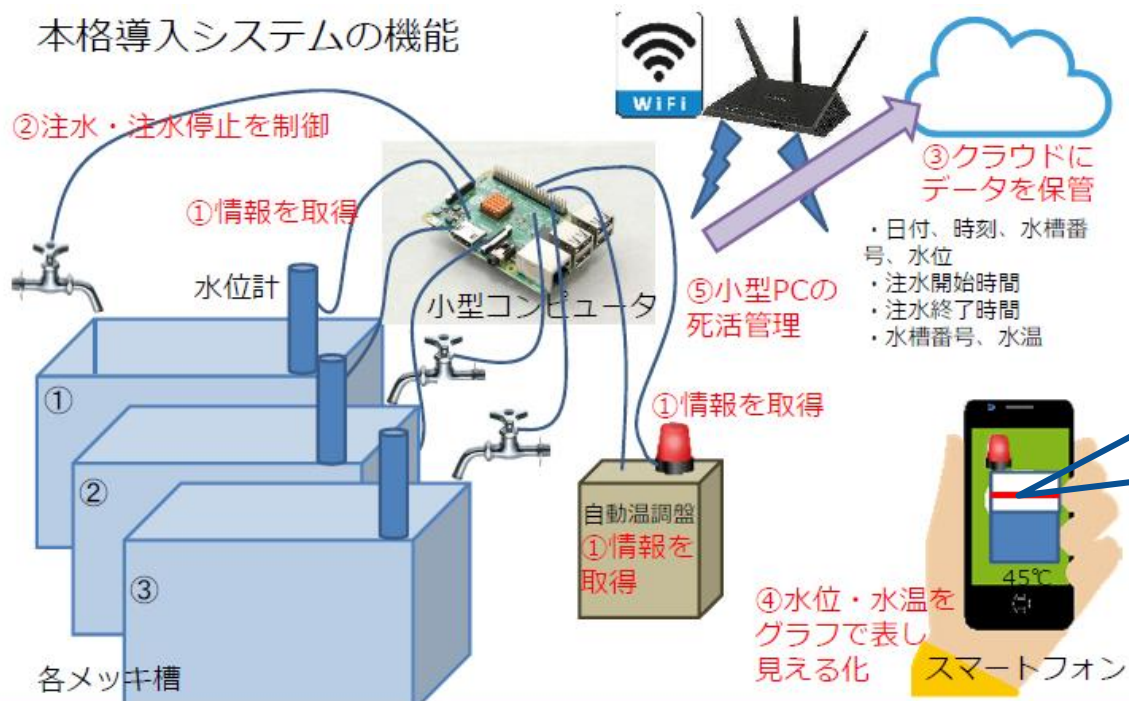 本格導入システムの機能
WiFi
②注水・注水停止を制御
③クラウドに
データを保管
①情報を取得
・日付、時刻、水槽番
号、水位
・注水開始時間
・注水終了時間
・水槽番号、水温
水位計
小型コンピュータ
⑤小型PCの
死活管理
①
①情報を取得
②
自動温調盤
①情報を
取得
③
45℃
④水位・水温を
グラフで表し
見える化
各メッキ槽
スマートフォン